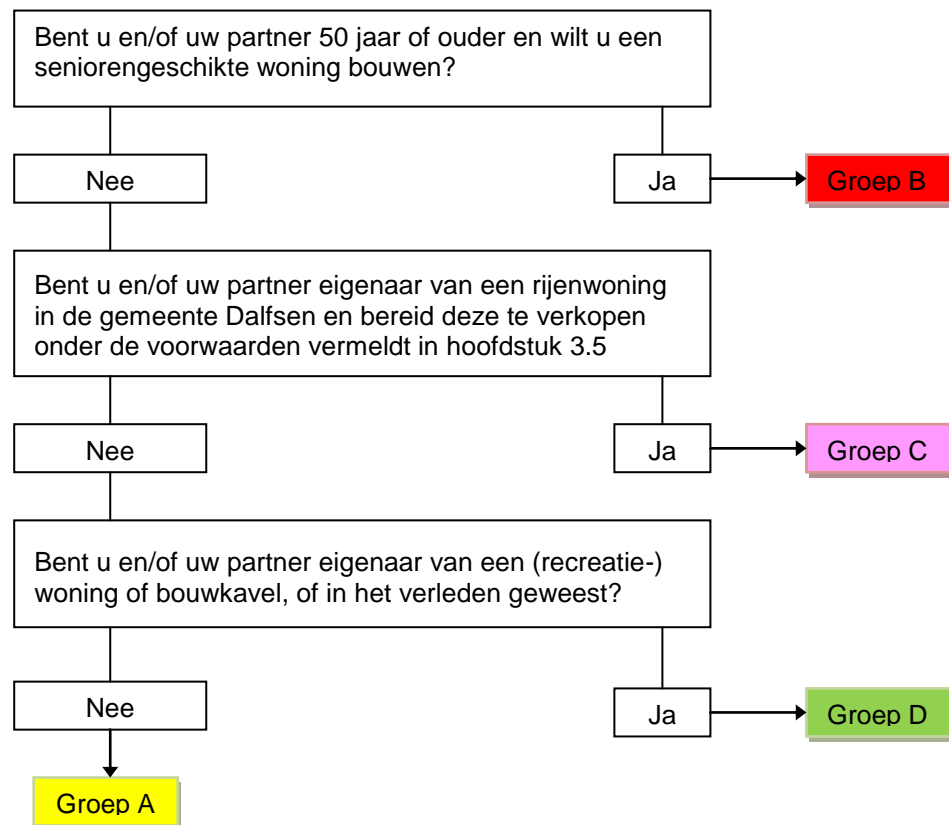 Bent u en/of uw partner 50 jaar of ouder en wilt u een
seniorengeschikte woning bouwen?
Nee
Ja
Groep B
Bent u en/of uw partner eigenaar van een rijenwoning
in de gemeente Dalfsen en bereid deze te verkopen
onder de voorwaarden vermeldt in hoofdstuk 3.5
Nee
Ja
Groep C
Bent u en/of uw partner eigenaar van een (recreatie-)
woning of bouwkavel, of in het verleden geweest?
Nee
Ja
Groep D
Groep A